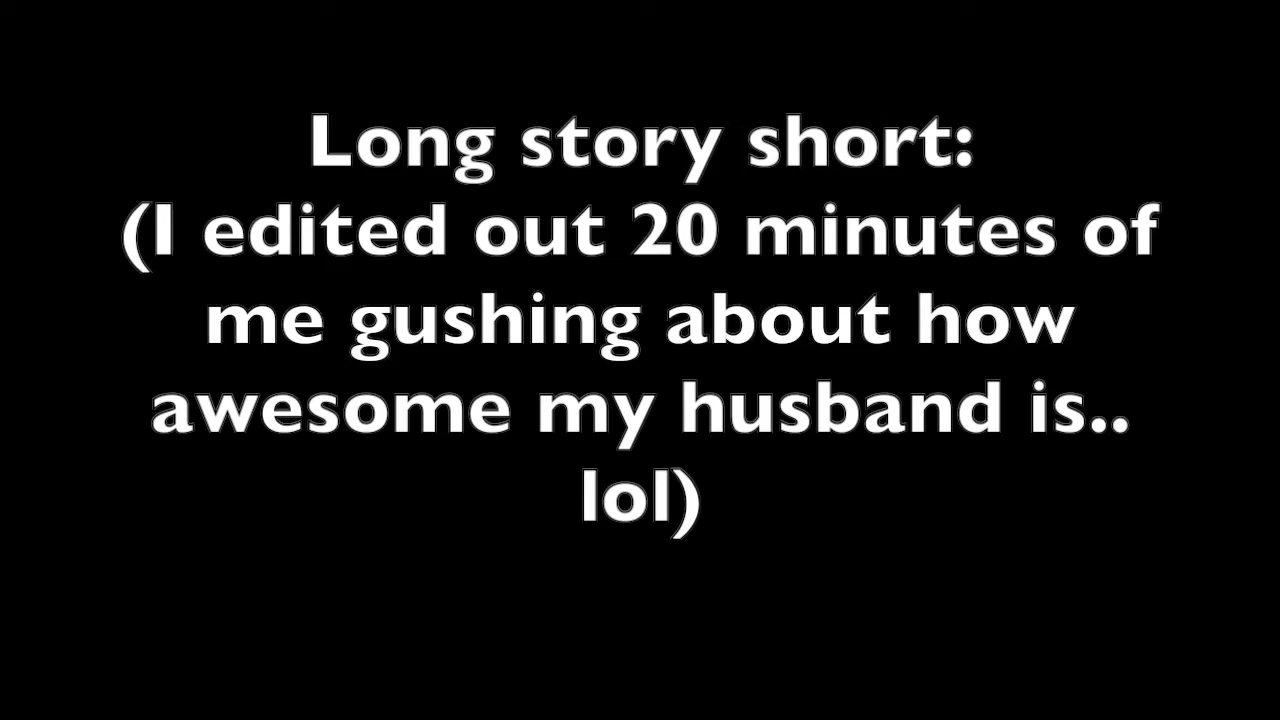 Long story short:
(I edited out 20 minutes of
me gushing about how
awesome my husband is..
lol)